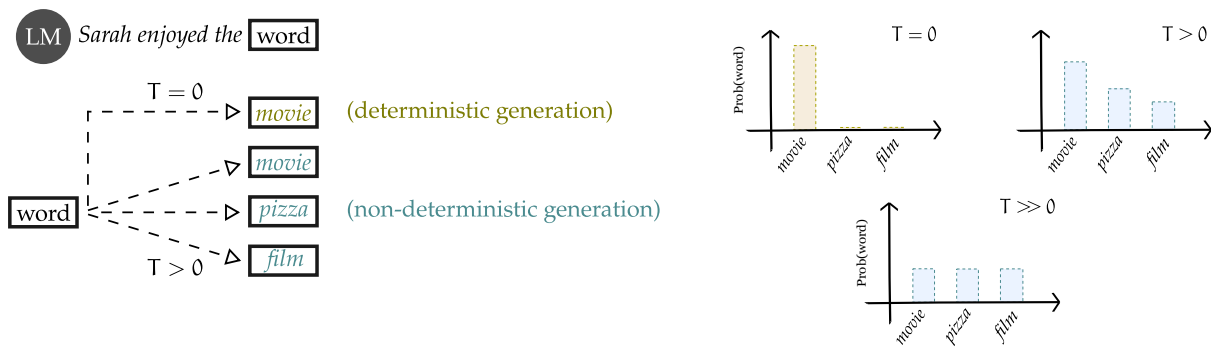 LM Sarah enjoyed the word
T = 0
movie (deterministic generation)
movie
word
pizza (non-deterministic generation)
film
T > 0
T = 0
Prob(word)
movie pizza film
T > 0
movie pizza film
T ≫ 0
Prob(word)
movie pizza film